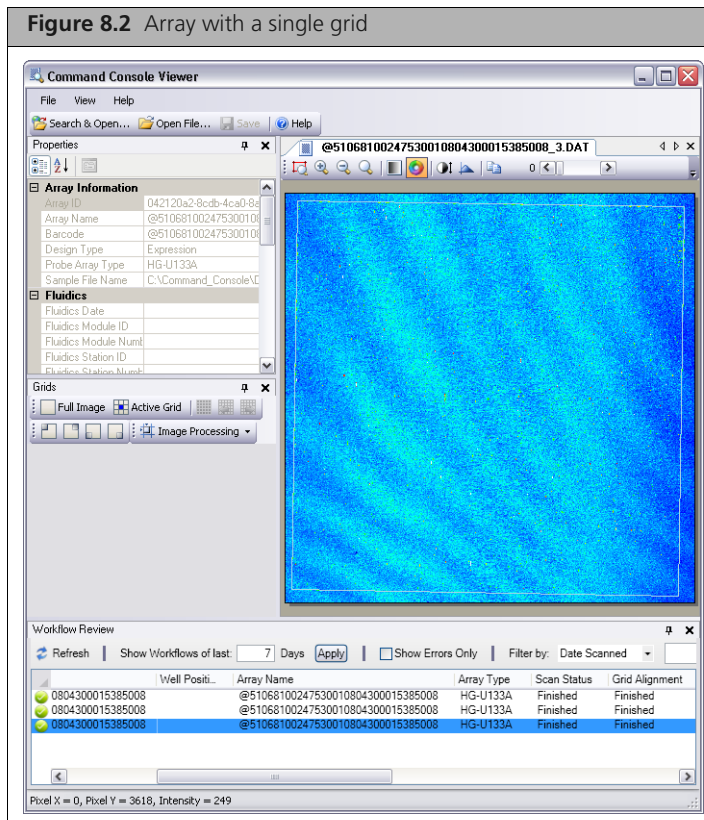 Figure 8.2 Array with a single grid
Command Console Viewer
File View Help
Search & Open... Open File... Save Help
Properties
@51068100247530010804300015385008_3.DAT
0
Array Information
Array ID 042120a2-8cdb-4ca0-8a
Array Name @510681002475300108
Barcode @510681002475300108
Design Type Expression
Probe Array Type HG-U133A
Sample File Name C:\Command_Console\D
Fluidics
Fluidics Date
Fluidics Module ID
Fluidics Module Numb
Fluidics Station ID
Fluidics Station Numb
Grids
Full Image Active Grid
Image Processing
Workflow Review
Refresh Show Workflows of last: 7 Days Apply Show Errors Only Filter by: Date Scanned
Well Positi... Array Name Array Type Scan Status Grid Alignment
0804300015385008 @51068100247530010804300015385008 HG-U133A Finished Finished
0804300015385008 @51068100247530010804300015385008 HG-U133A Finished Finished
0804300015385008 @51068100247530010804300015385008 HG-U133A Finished Finished
Pixel X = 0, Pixel Y = 3618, Intensity = 249